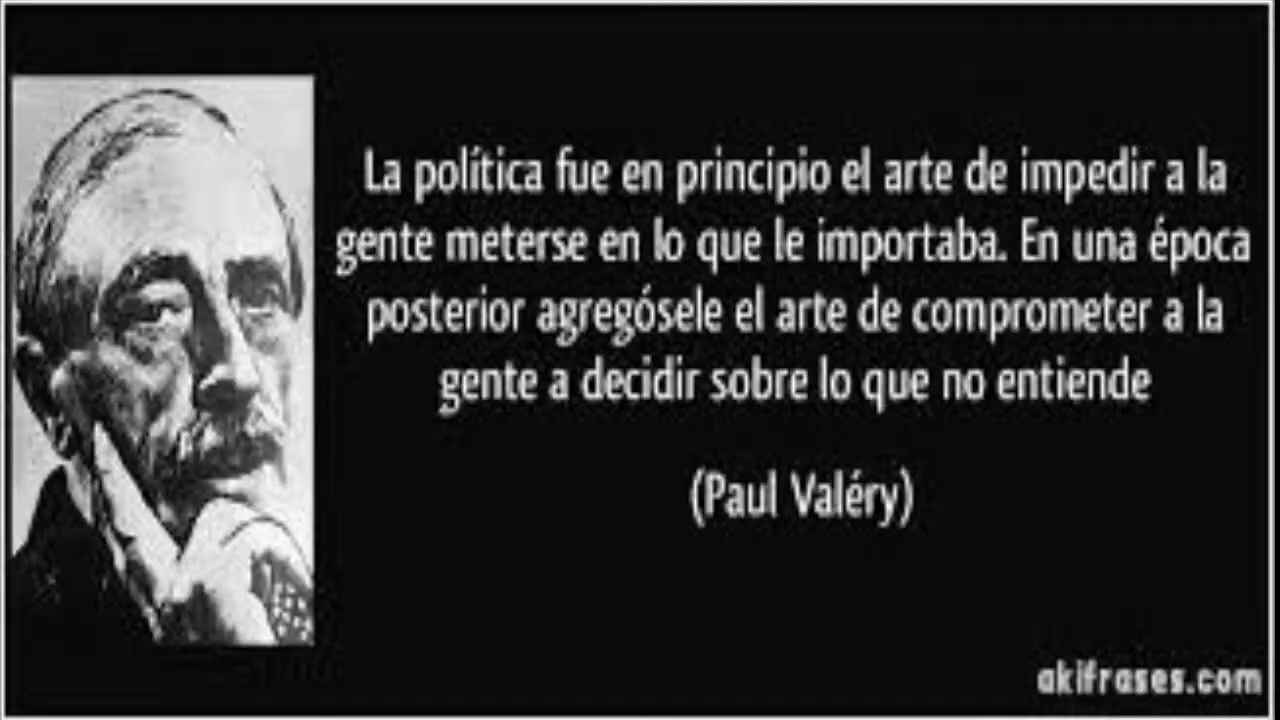 La política fue en principio el arte de impedir a la
gente meterse en lo que le importaba. En una época
posterior agregósele el arte de comprometer a la
gente a decidir sobre lo que no entiende
(Paul Valéry)
akifrases.com